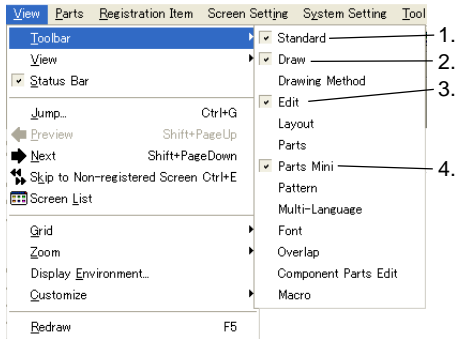 View Parts Registration Item Screen Setting System Setting Tool
Toolbar
View
Status Bar
Jump... Ctrl+G
Preview Shift+PageUp
Next Shift+PageDown
Skip to Non-registered Screen Ctrl+E
Screen List
Grid
Zoom
Display Environment...
Customize
Redraw F5
Standard 1.
Draw 2.
Drawing Method
Edit 3.
Layout
Parts
Parts Mini 4.
Pattern
Multi-Language
Font
Overlap
Component Parts Edit
Macro